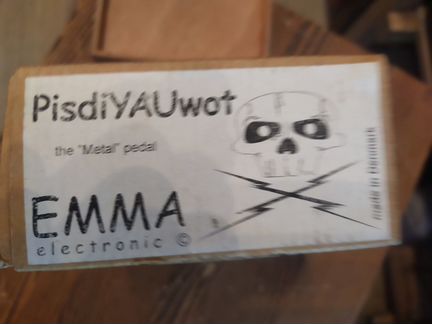 PisdiYAUwot
the "Metal" pedal
EMMA
electronic ©
made in Denmark